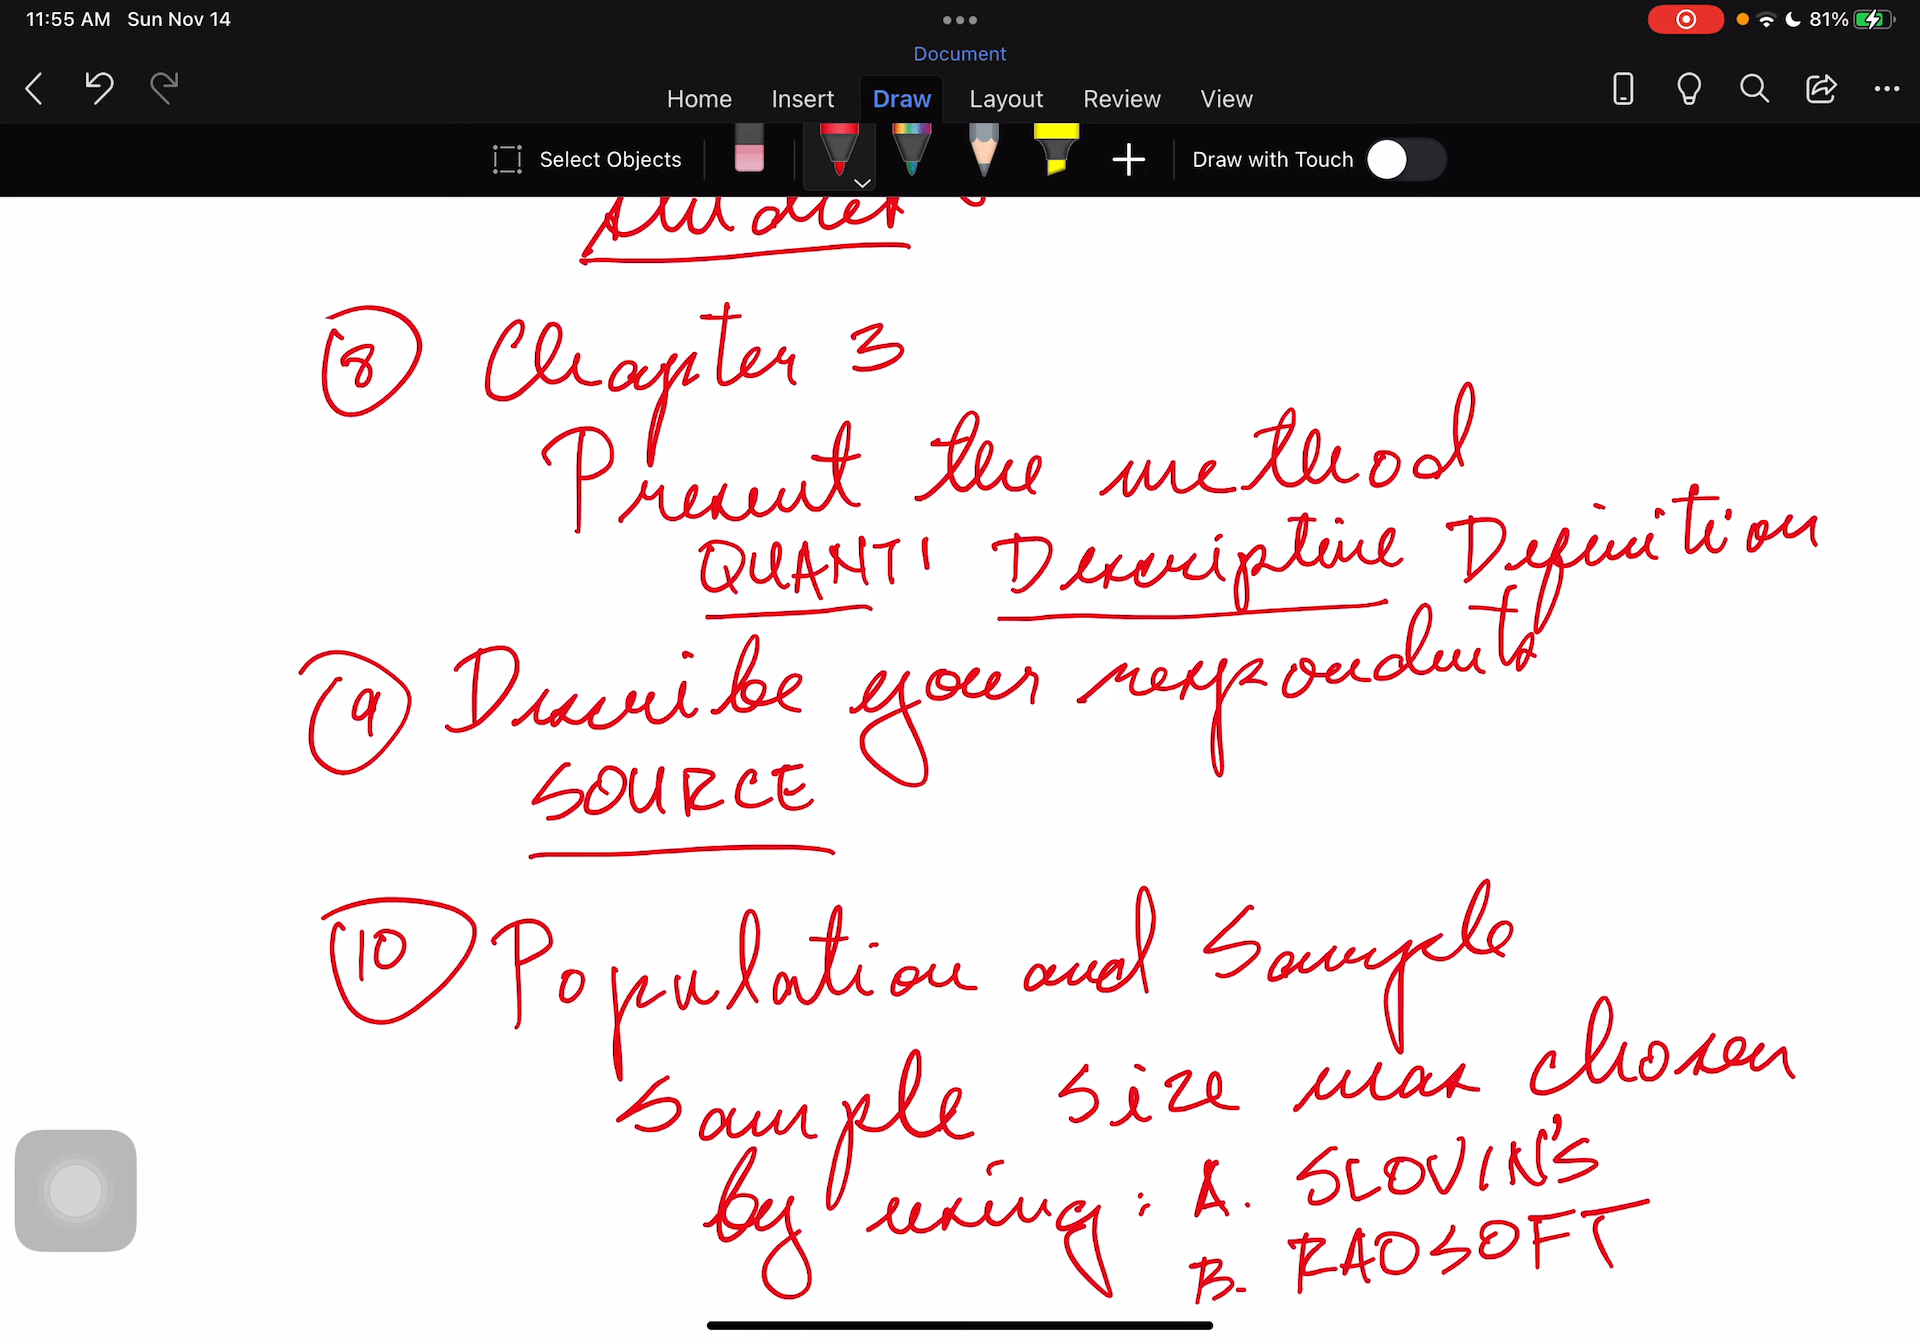 11:55 AM Sun Nov 14
81%
Document
Home Insert Draw Layout Review View
Select Objects
Draw with Touch
8 Chapter 3
Present the method
QUANTI Descriptive Definition
9 Describe your respondents
SOURCE
10 Population and Sample
Sample size was chosen
by using : A. SLOVIN'S
B. RAOSOFT